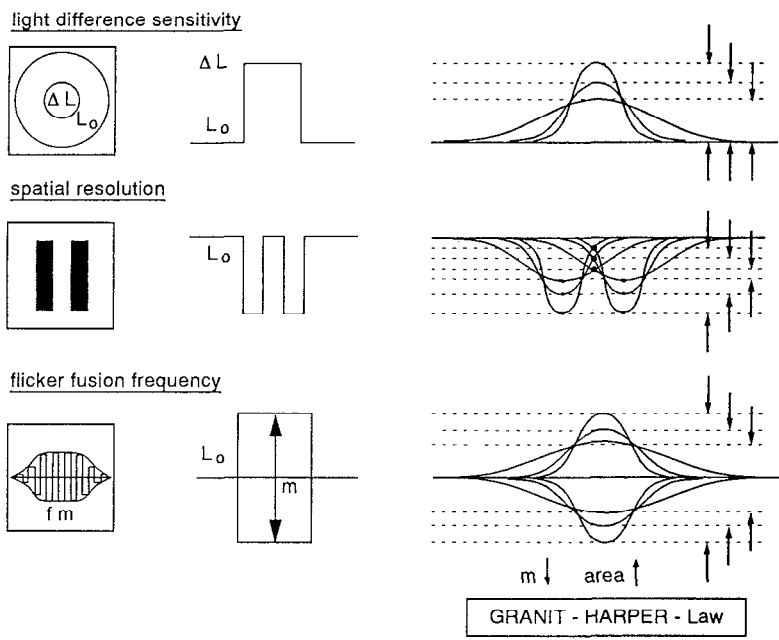 light difference sensitivity
ΔL
Lo
ΔL
Lo
spatial resolution
Lo
flicker fusion frequency
f m
Lo
m
m ↓ area ↑
GRANIT - HARPER - Law